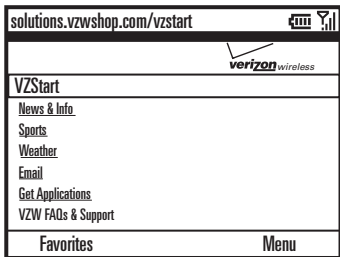 solutions.vzwshop.com/vzstart
verizon wireless
VZStart
News & Info
Sports
Weather
Email
Get Applications
VZW FAQs & Support
Favorites Menu